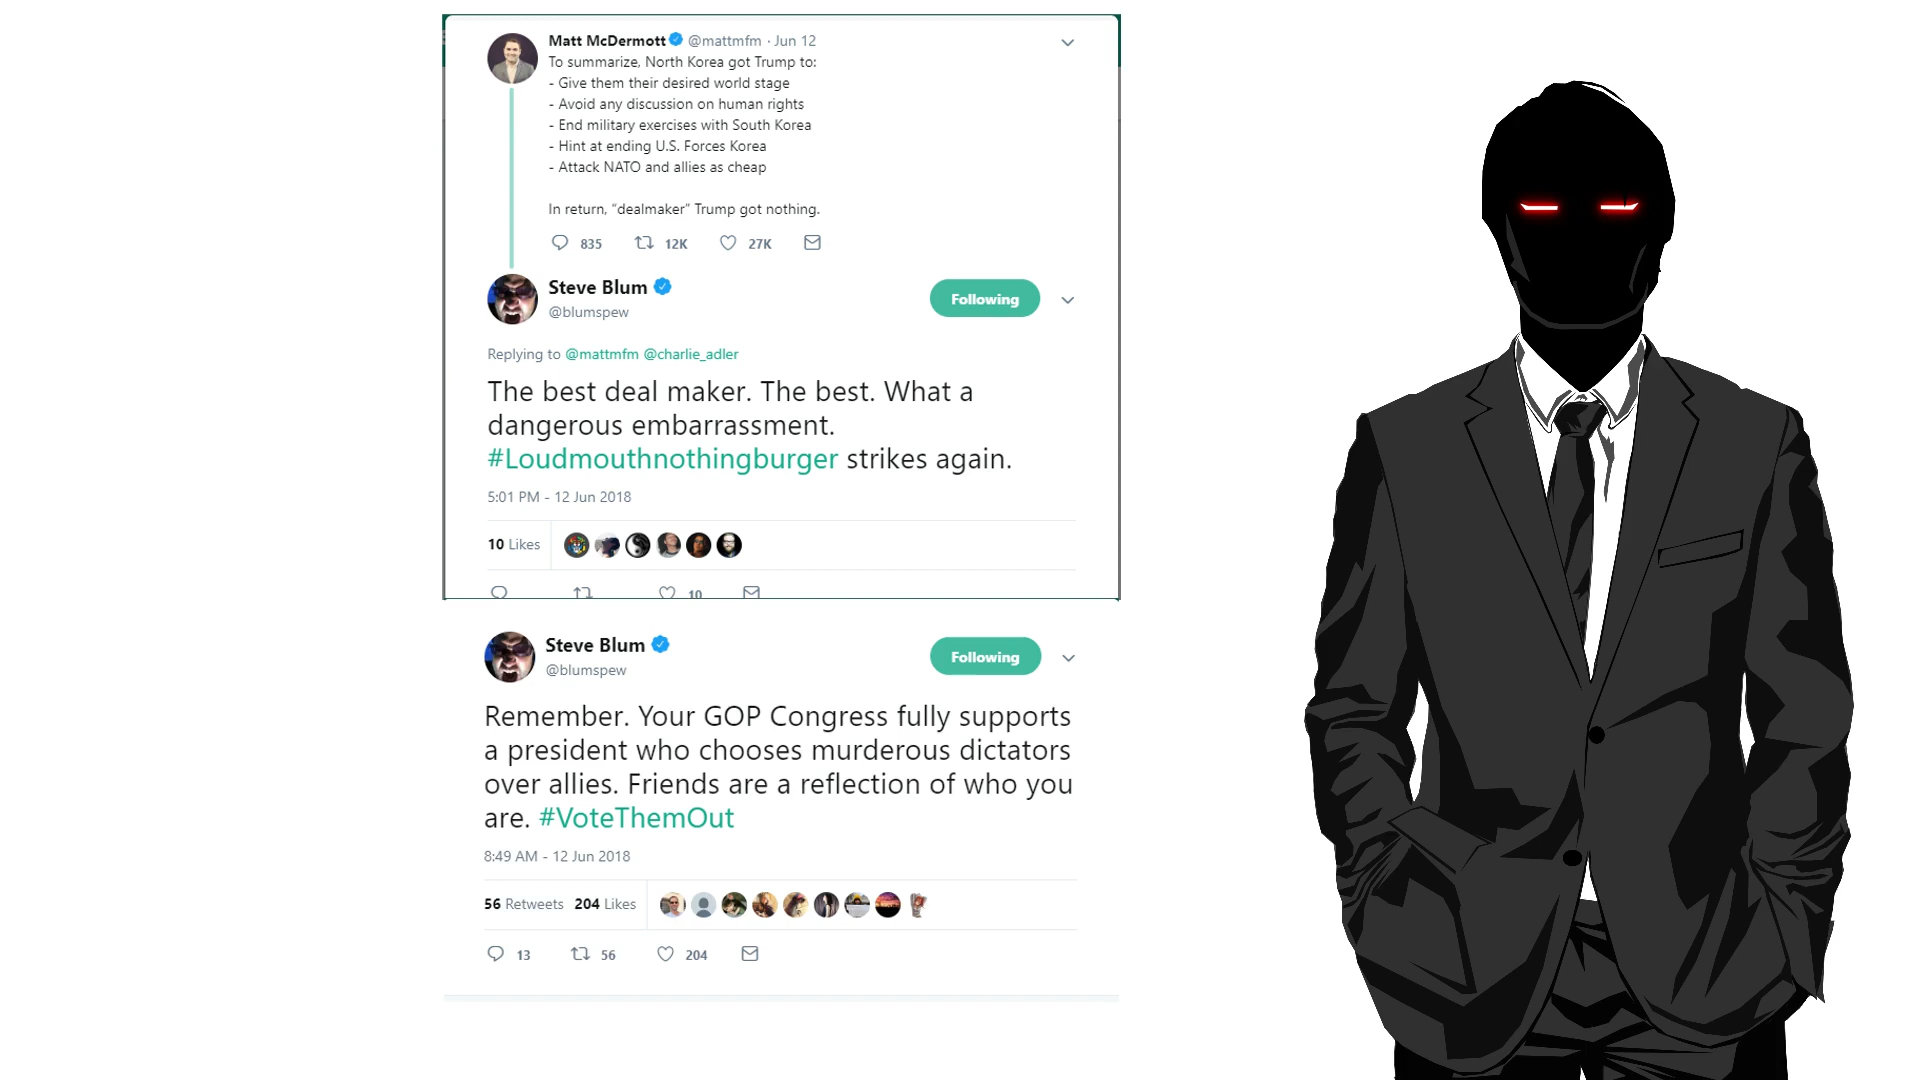 Matt McDermott @mattmfm · Jun 12
To summarize, North Korea got Trump to:
- Give them their desired world stage
- Avoid any discussion on human rights
- End military exercises with South Korea
- Hint at ending U.S. Forces Korea
- Attack NATO and allies as cheap
In return, “dealmaker” Trump got nothing.
835 12K 27K
Steve Blum
Following
@blumspew
Replying to @mattmfm @charlie_adler
The best deal maker. The best. What a
dangerous embarrassment.
#Loudmouthnothingburger strikes again.
5:01 PM - 12 Jun 2018
10 Likes
10
Steve Blum
Following
@blumspew
Remember. Your GOP Congress fully supports
a president who chooses murderous dictators
over allies. Friends are a reflection of who you
are. #VoteThemOut
8:49 AM - 12 Jun 2018
56 Retweets 204 Likes
13 56 204